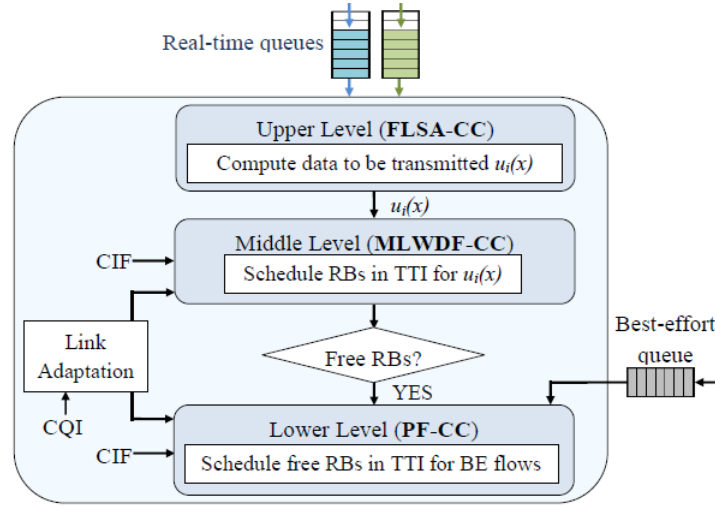 Real-time queues
Upper Level (FLSA-CC)
Compute data to be transmitted ui(x)
ui(x)
Middle Level (MLWDF-CC)
CIF
Schedule RBs in TTI for ui(x)
Link
Adaptation
Free RBs?
Best-effort
queue
YES
CQI
Lower Level (PF-CC)
CIF
Schedule free RBs in TTI for BE flows